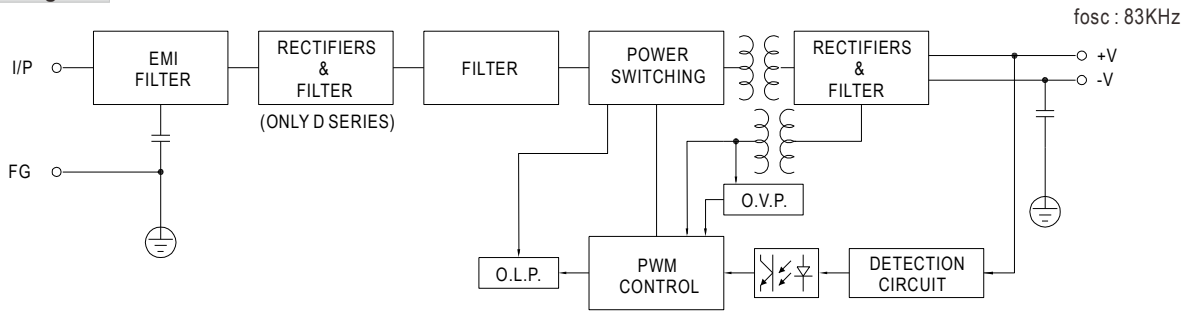 fosc : 83KHz
I/P
EMI
FILTER
RECTIFIERS
&
FILTER
(ONLY D SERIES)
FILTER
POWER
SWITCHING
RECTIFIERS
&
FILTER
+V
-V
FG
O.V.P.
O.L.P.
PWM
CONTROL
DETECTION
CIRCUIT